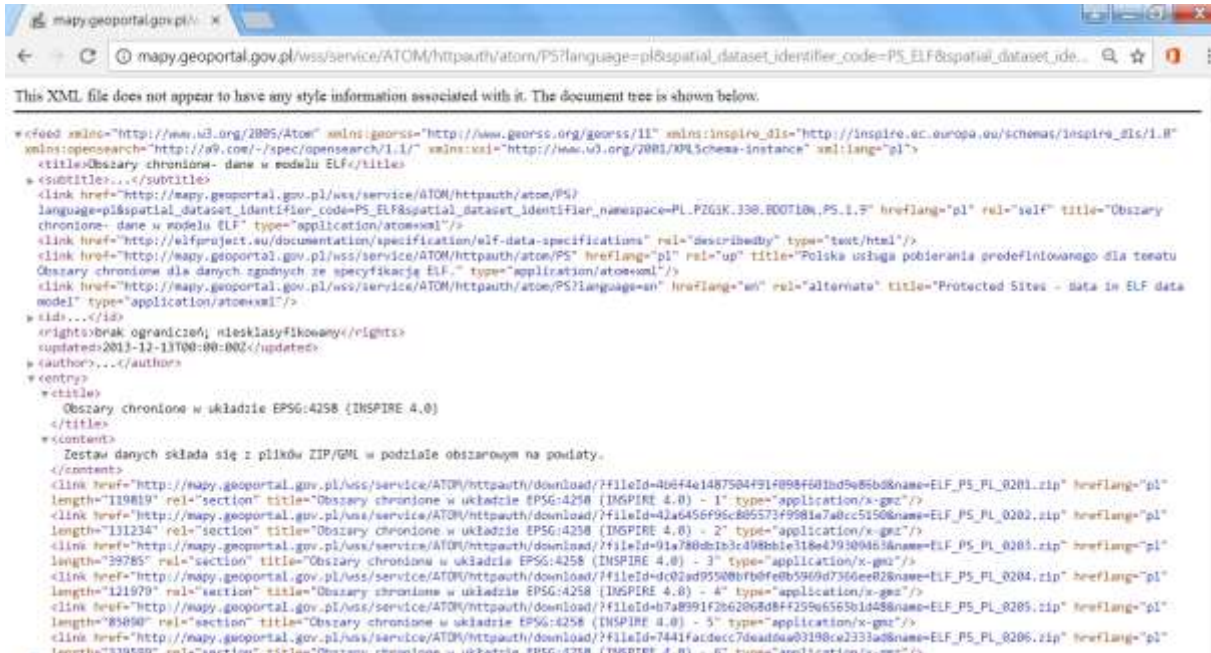 mapy.geoportal.gov.pl/
mapy.geoportal.gov.pl/wss/service/ATOM/httpauth/atom/PS?language=pl&spatial_dataset_identifier_code=PS_ELF&spatial_dataset_ide...
This XML file does not appear to have any style information associated with it. The document tree is shown below.
▼<feed xmlns="http://www.w3.org/2005/Atom" xmlns:georss="http://www.georss.org/georss/11" xmlns:inspire_dls="http://inspire.ec.europa.eu/schemas/inspire_dls/1.0"
xmlns:opensearch="http://a9.com/-/spec/opensearch/1.1/" xmlns:xsi="http://www.w3.org/2001/XMLSchema-instance" xml:lang="pl">
<title>Obszary chronione- dane w modelu ELF</title>
▶<subtitle>...</subtitle>
<link href="http://mapy.geoportal.gov.pl/wss/service/ATOM/httpauth/atom/PS?
language=pl&spatial_dataset_identifier_code=PS_ELF&spatial_dataset_identifier_namespace=PL.PZGiK.330.BDOT10k.PS.1.9" hreflang="pl" rel="self" title="Obszary
chronione- dane w modelu ELF" type="application/atom+xml"/>
<link href="http://elfproject.eu/documentation/specification/elf-data-specifications" rel="describedby" type="text/html"/>
<link href="http://mapy.geoportal.gov.pl/wss/service/ATOM/httpauth/atom/PS" hreflang="pl" rel="up" title="Polska usługa pobierania predefiniowanego dla tematu
Obszary chronione dla danych zgodnych ze specyfikacją ELF." type="application/atom+xml"/>
<link href="http://mapy.geoportal.gov.pl/wss/service/ATOM/httpauth/atom/PS?language=en" hreflang="en" rel="alternate" title="Protected Sites - data in ELF data
model" type="application/atom+xml"/>
▶<id>...</id>
<rights>brak ograniczeń; niesklasyfikowany</rights>
<updated>2013-12-13T00:00:00Z</updated>
▶<author>...</author>
▼<entry>
▼<title>
Obszary chronione w układzie EPSG:4258 (INSPIRE 4.0)
</title>
▼<content>
Zestaw danych składa się z plików ZIP/GML w podziale obszarowym na powiaty.
</content>
<link href="http://mapy.geoportal.gov.pl/wss/service/ATOM/httpauth/download/?fileId=4b6f4e1487504f91f098f601bd9e86bd&name=ELF_PS_PL_0201.zip" hreflang="pl"
length="119819" rel="section" title="Obszary chronione w układzie EPSG:4258 (INSPIRE 4.0) - 1" type="application/x-gmz"/>
<link href="http://mapy.geoportal.gov.pl/wss/service/ATOM/httpauth/download/?fileId=42a6456f96c805573f9981e7a0cc5150&name=ELF_PS_PL_0202.zip" hreflang="pl"
length="131234" rel="section" title="Obszary chronione w układzie EPSG:4258 (INSPIRE 4.0) - 2" type="application/x-gmz"/>
<link href="http://mapy.geoportal.gov.pl/wss/service/ATOM/httpauth/download/?fileId=91a780db1b3c498bb1e318e479309463&name=ELF_PS_PL_0203.zip" hreflang="pl"
length="39785" rel="section" title="Obszary chronione w układzie EPSG:4258 (INSPIRE 4.0) - 3" type="application/x-gmz"/>
<link href="http://mapy.geoportal.gov.pl/wss/service/ATOM/httpauth/download/?fileId=dc02ad95500bfb0fe0b5969d7366ee02&name=ELF_PS_PL_0204.zip" hreflang="pl"
length="121979" rel="section" title="Obszary chronione w układzie EPSG:4258 (INSPIRE 4.0) - 4" type="application/x-gmz"/>
<link href="http://mapy.geoportal.gov.pl/wss/service/ATOM/httpauth/download/?fileId=b7a8991f2b62068d8ff259e6565b1d48&name=ELF_PS_PL_0205.zip" hreflang="pl"
length="85090" rel="section" title="Obszary chronione w układzie EPSG:4258 (INSPIRE 4.0) - 5" type="application/x-gmz"/>
<link href="http://mapy.geoportal.gov.pl/wss/service/ATOM/httpauth/download/?fileId=7441facdecc7deaddea03198ce2333ad&name=ELF_PS_PL_0206.zip" hreflang="pl"
rel="section" title="Obszary chronione w układzie EPSG:4258 (INSPIRE 4.0) - 6" type="application/x-gmz"/>